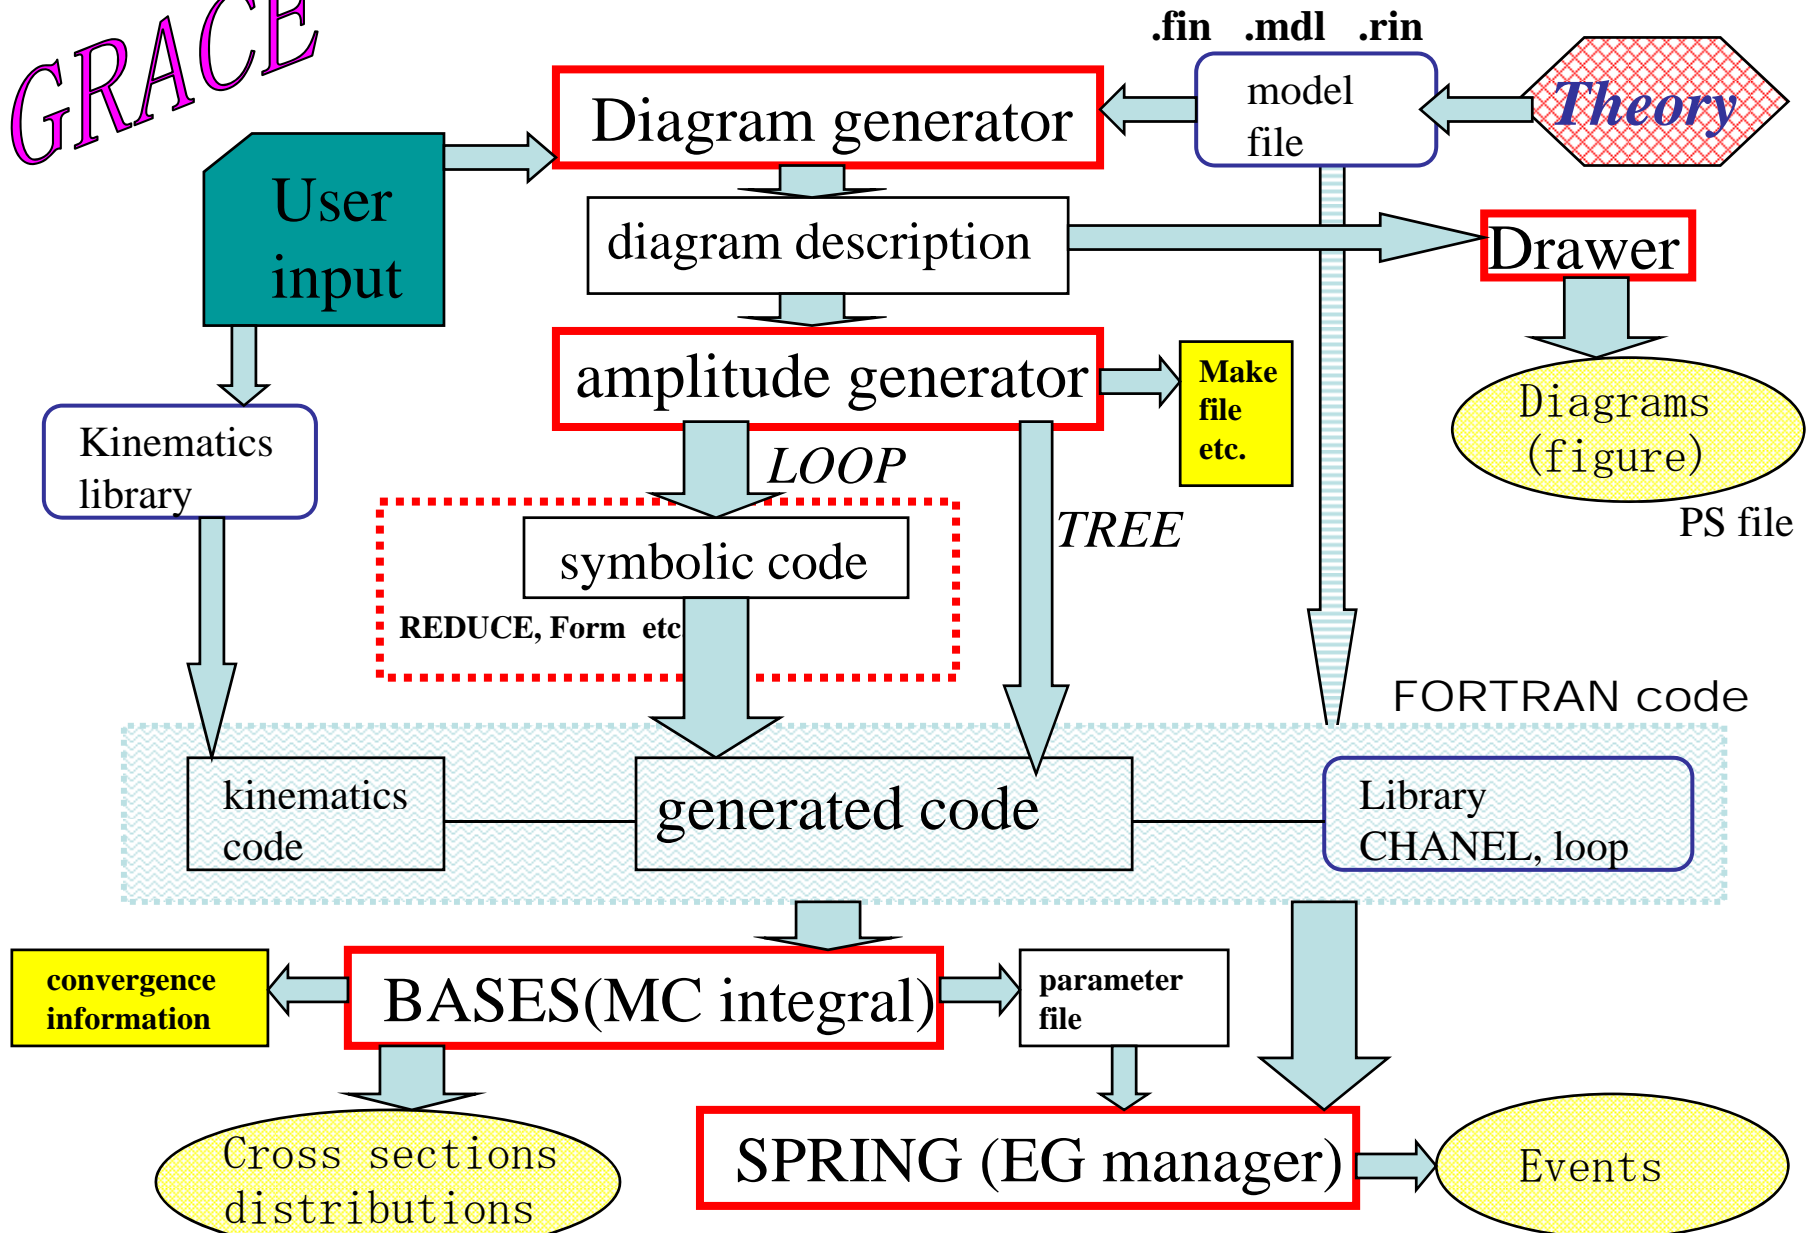 GRACE
.fin .mdl .rin
Diagram generator
model
file
Theory
User
input
diagram description
Drawer
amplitude generator
Make
file
etc.
Diagrams
(figure)
PS file
Kinematics
library
LOOP
TREE
symbolic code
REDUCE, Form etc
FORTRAN code
kinematics
code
generated code
Library
CHANEL, loop
convergence
information
BASES(MC integral)
parameter
file
Cross sections
distributions
SPRING (EG manager)
Events